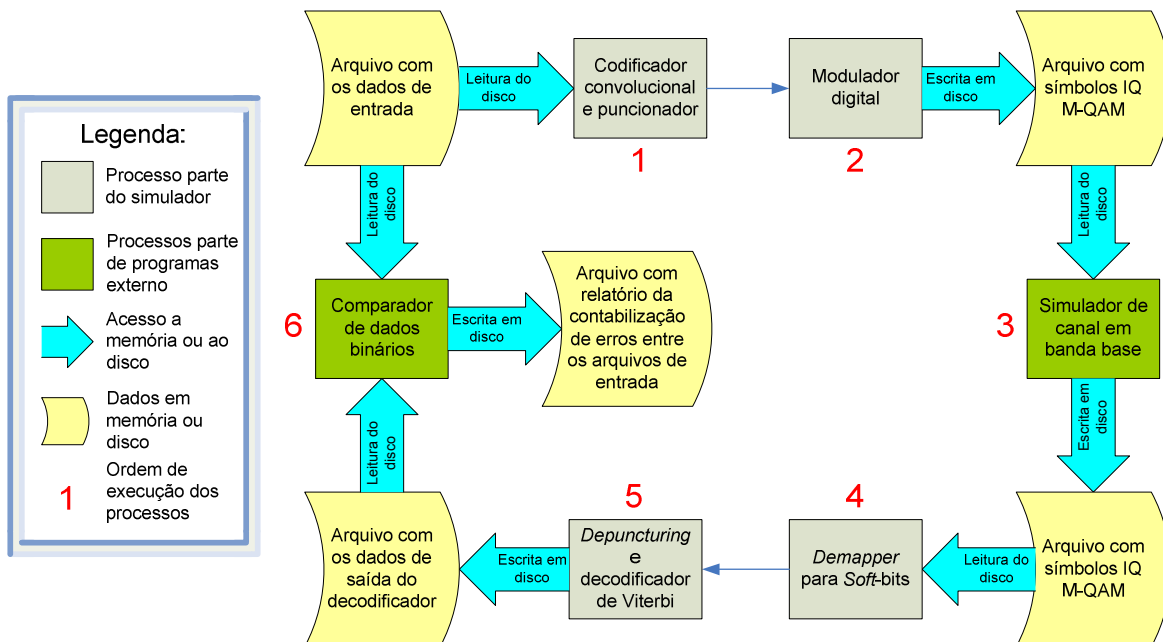 Legenda:
Processo parte
do simulador
Processos parte
de programas
externo
Acesso a
memória ou ao
disco
Dados em
memória ou
disco
1
Ordem de
execução dos
processos
Arquivo com
os dados de
entrada
Leitura do
disco
Codificador
convolucional
e puncionador
1
Modulador
digital
2
Escrita em
disco
Arquivo com
símbolos IQ
M-QAM
Leitura do
disco
Leitura do
disco
6
Comparador
de dados
binários
Escrita em
disco
Arquivo com
relatório da
contabilização
de erros entre
os arquivos de
entrada
3
Simulador de
canal em
banda base
Leitura do
disco
Escrita em
disco
Arquivo com
os dados de
saída do
decodificador
Escrita em
disco
5
Depuncturing
e
decodificador
de Viterbi
4
Demapper
para Soft-bits
Leitura do
disco
Arquivo com
símbolos IQ
M-QAM